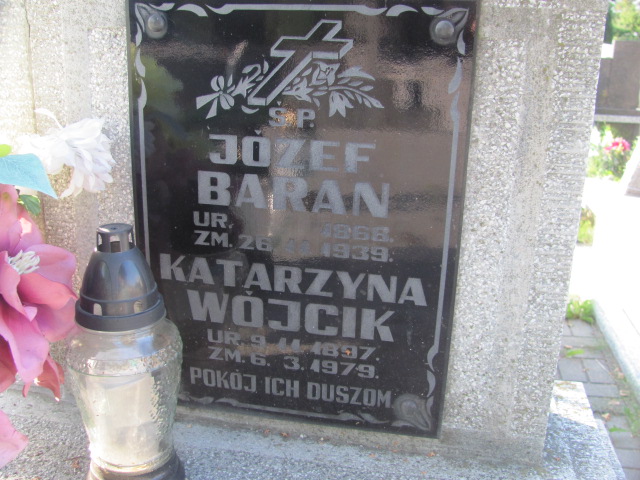 Ś.P.
JÓZEF
BARAN
UR. 1868.
ZM. 26. 1939.
KATARZYNA
WÓJCIK
UR. 9. 11. 1897.
ZM. 6. 3. 1979.
POKÓJ ICH DUSZOM